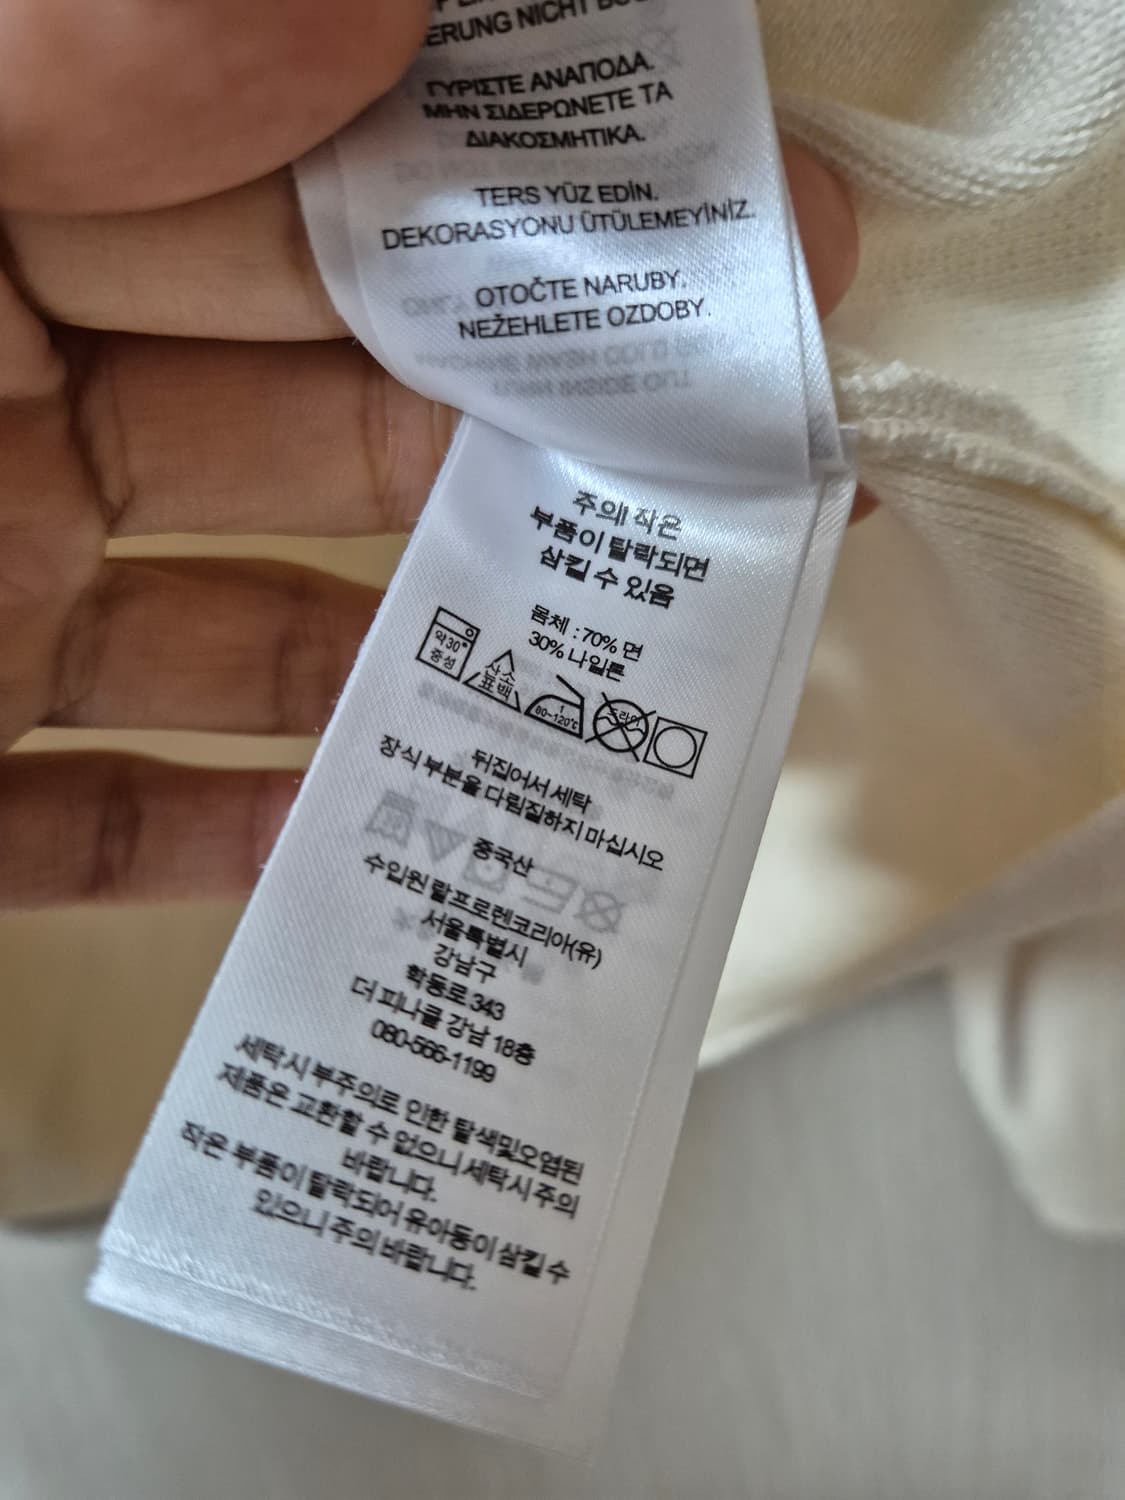 ERUNG NICHT BÜ
ΓΥΡΙΣΤΕ ΑΝΑΠΟΔΑ.
ΜΗΝ ΣΙΔΕΡΩΝΕΤΕ ΤΑ
ΔΙΑΚΟΣΜΗΤΙΚΑ.
TERS YÜZ EDİN.
DEKORASYONU ÜTÜLEMEYİNİZ.
OTOČTE NARUBY.
NEŽEHLETE OZDOBY.
주의! 작은
부품이 탈락되면
삼킬 수 있음
몸체 : 70% 면
30% 나일론
약30°
중성
산소
표백
1
80~120℃
드라이
뒤집어서 세탁
장식 부분을 다림질하지 마십시오
중국산
수입원 랄프로렌코리아(유)
서울특별시
강남구
학동로 343
더 피나클 강남 18층
080-566-1199
세탁시 부주의로 인한 탈색및오염된
제품은 교환할 수 없으니 세탁시 주의
바랍니다.
작은 부품이 탈락되어 유아동이 삼킬 수
있으니 주의 바랍니다.